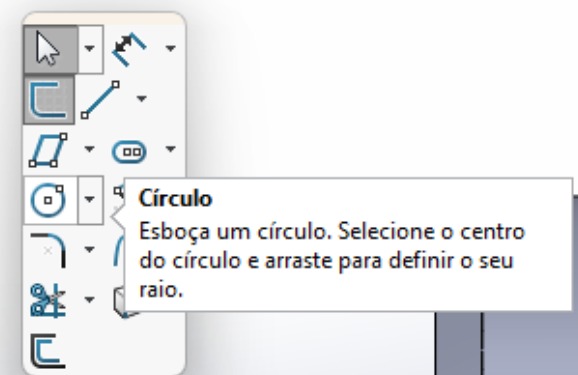 Círculo
Esboça um círculo. Selecione o centro
do círculo e arraste para definir o seu
raio.